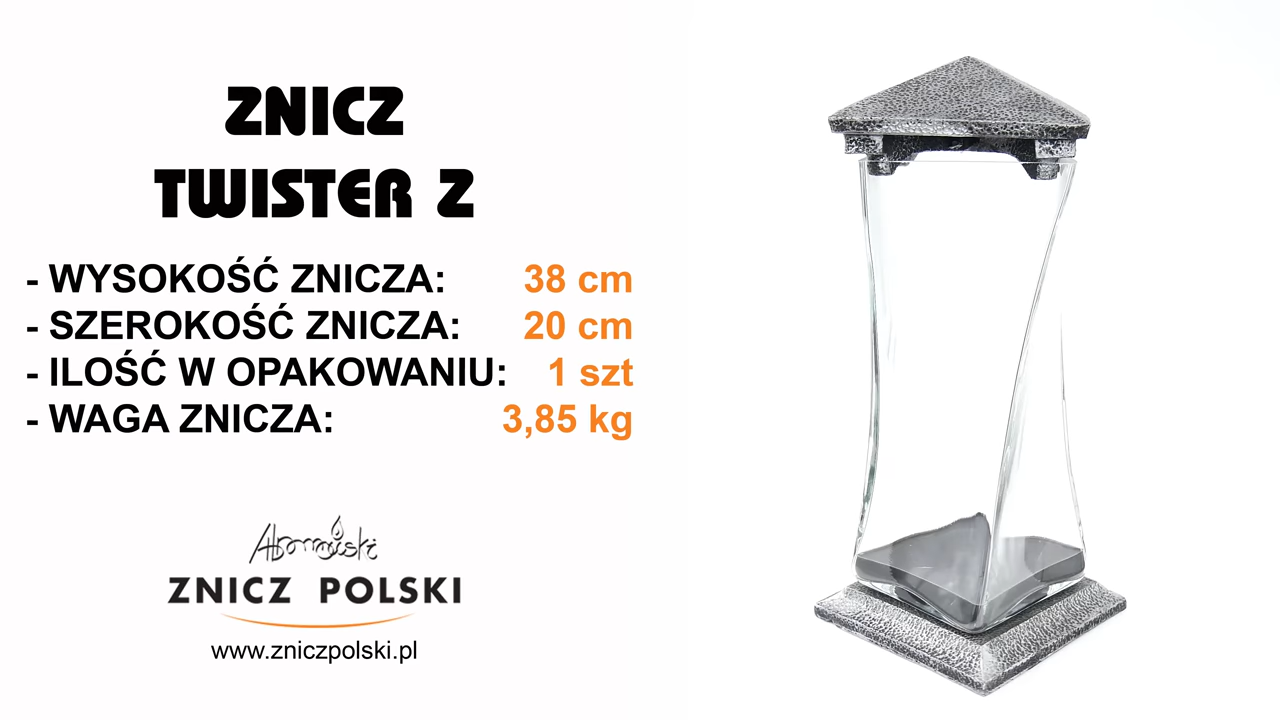 ZNICZ
TWISTER Z
- WYSOKOŚĆ ZNICZA: 38 cm
- SZEROKOŚĆ ZNICZA: 20 cm
- ILOŚĆ W OPAKOWANIU: 1 szt
- WAGA ZNICZA: 3,85 kg
ZNICZ POLSKI
www.zniczpolski.pl